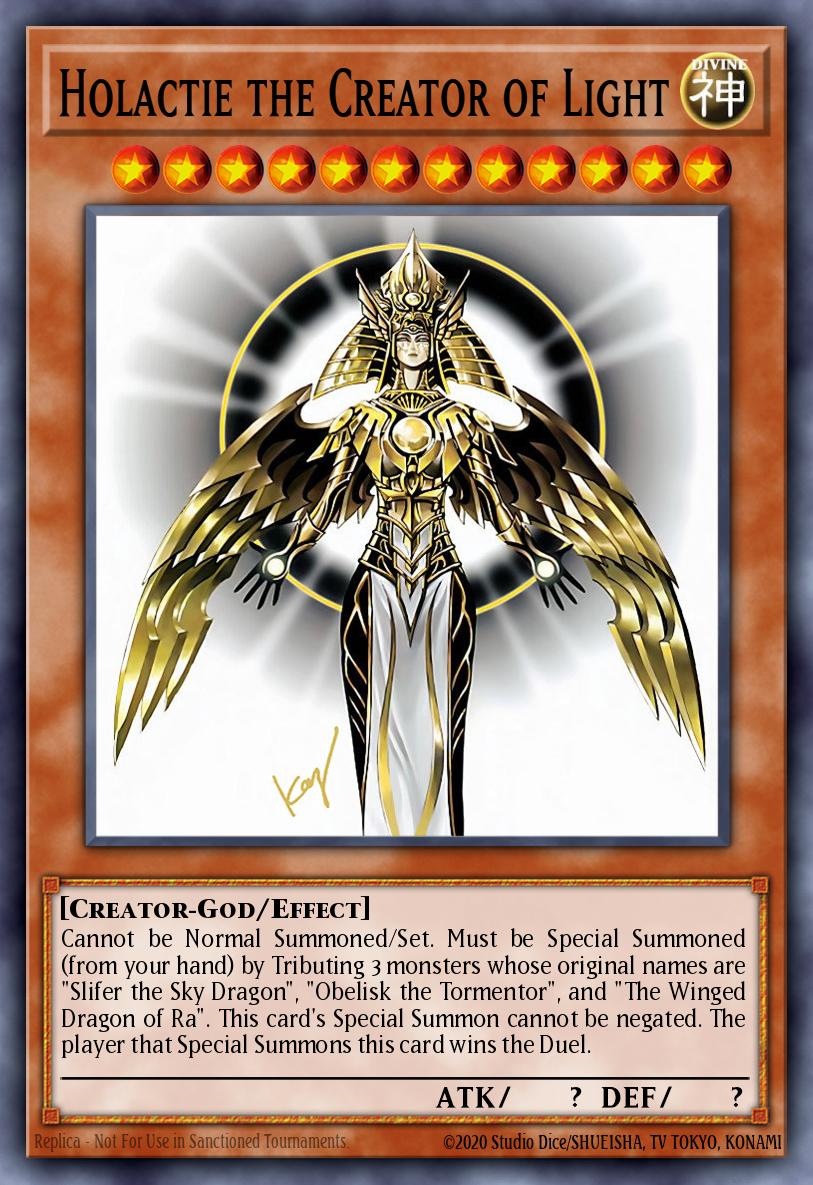 Holactie the Creator of Light
DIVINE
神
Kaz
[Creator-God/Effect]
Cannot be Normal Summoned/Set. Must be Special Summoned
(from your hand) by Tributing 3 monsters whose original names are
"Slifer the Sky Dragon", "Obelisk the Tormentor", and "The Winged
Dragon of Ra". This card's Special Summon cannot be negated. The
player that Special Summons this card wins the Duel.
ATK/ ? DEF/ ?
Replica - Not For Use in Sanctioned Tournaments.
©2020 Studio Dice/SHUEISHA, TV TOKYO, KONAMI